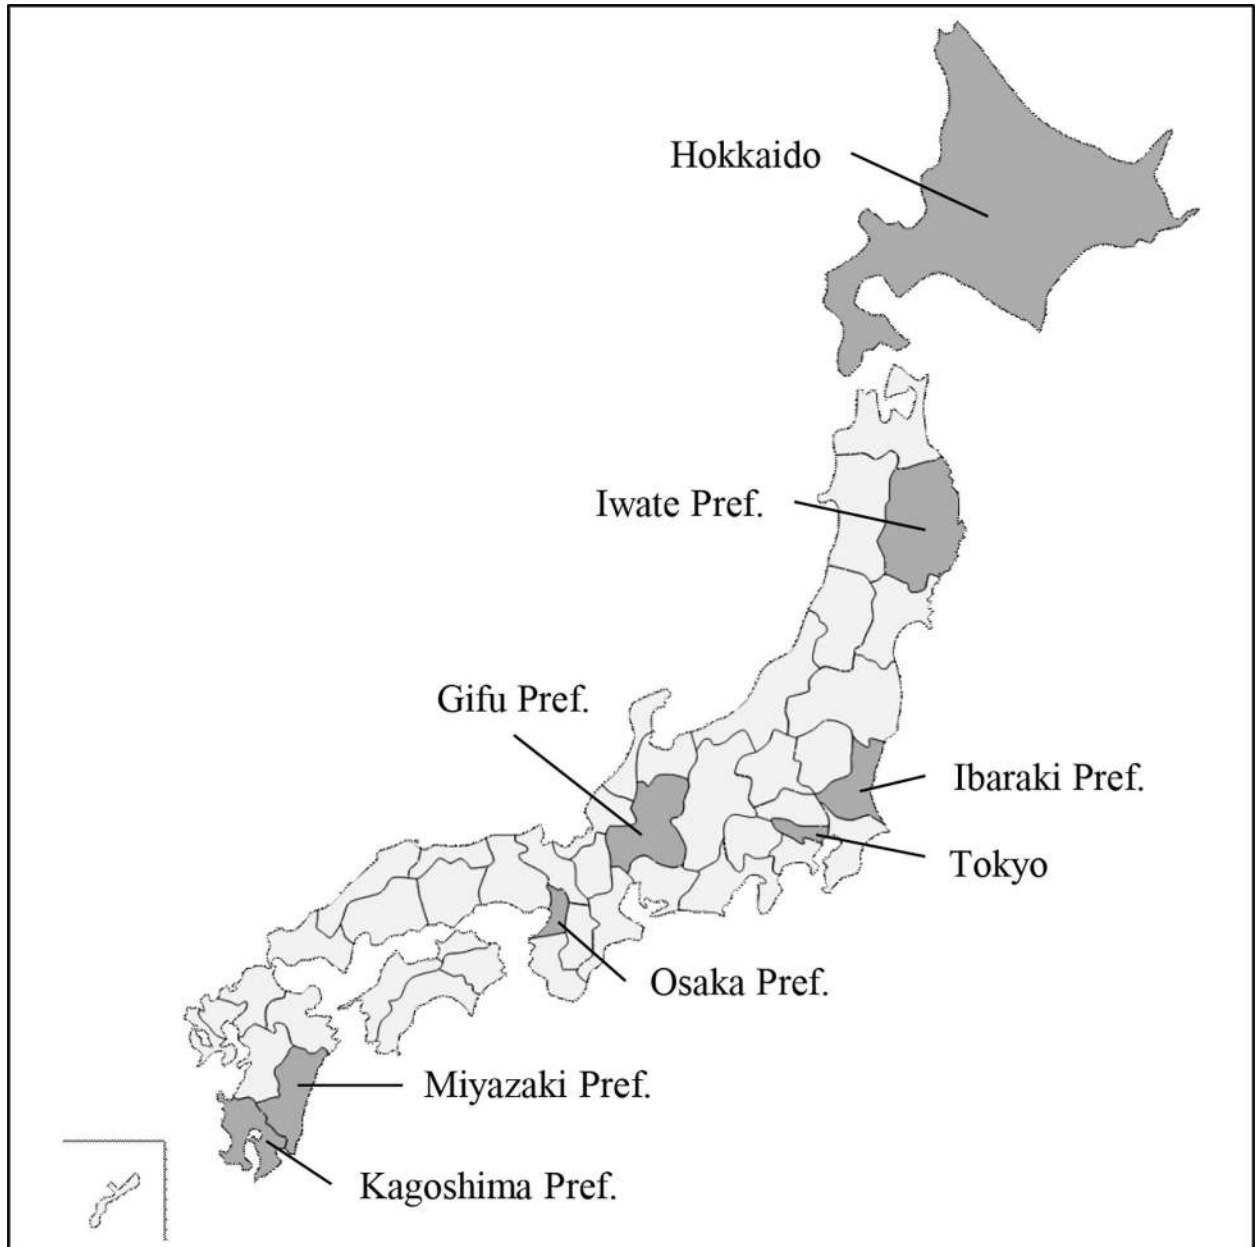 Hokkaido
Iwate Pref.
Gifu Pref.
Ibaraki Pref.
Tokyo
Osaka Pref.
Miyazaki Pref.
Kagoshima Pref.